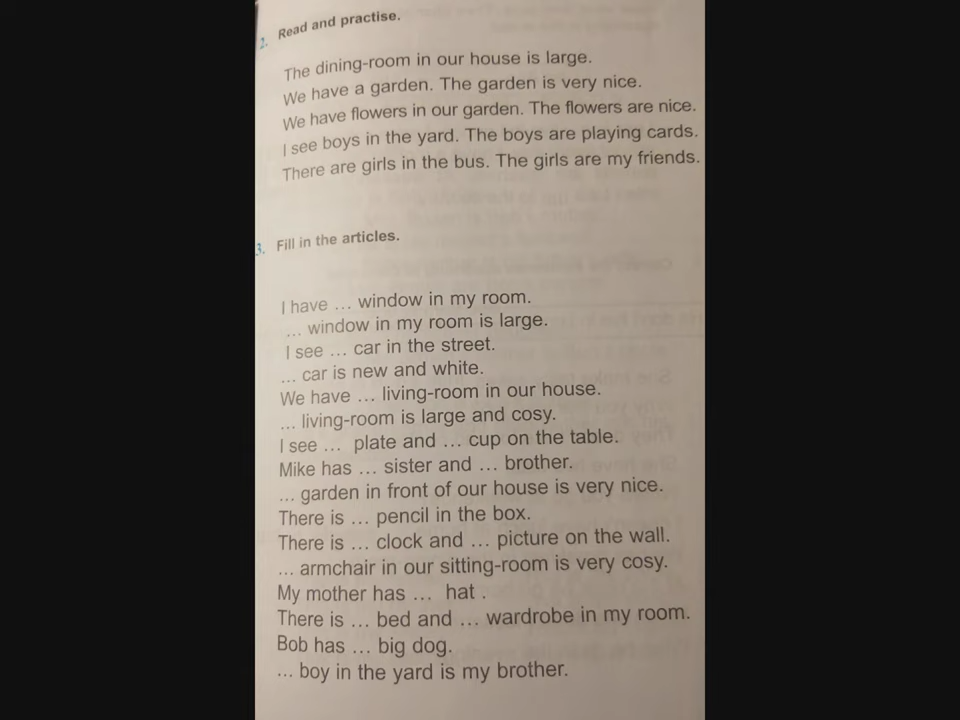 2. Read and practise.
The dining-room in our house is large.
We have a garden. The garden is very nice.
We have flowers in our garden. The flowers are nice.
I see boys in the yard. The boys are playing cards.
There are girls in the bus. The girls are my friends.
3. Fill in the articles.
I have ... window in my room.
... window in my room is large.
I see ... car in the street.
... car is new and white.
We have ... living-room in our house.
... living-room is large and cosy.
I see ... plate and ... cup on the table.
Mike has ... sister and ... brother.
... garden in front of our house is very nice.
There is ... pencil in the box.
There is ... clock and ... picture on the wall.
... armchair in our sitting-room is very cosy.
My mother has ... hat .
There is ... bed and ... wardrobe in my room.
Bob has ... big dog.
... boy in the yard is my brother.